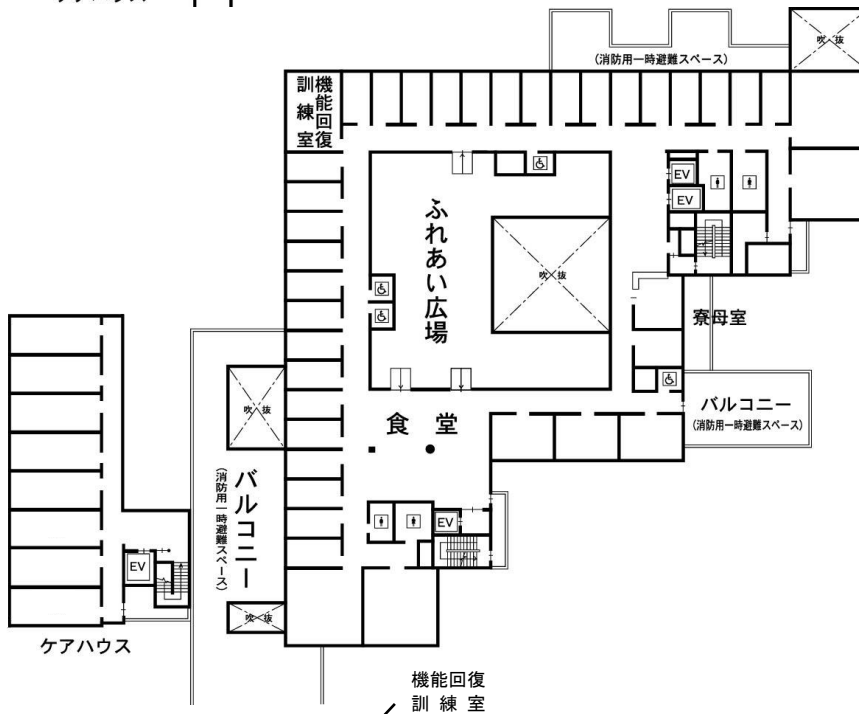 吹 抜
(消防用一時避難スペース)
機能回復
訓練室
EV
EV
ふれあい広場
吹 抜
寮母室
吹 抜
食堂
バルコニー
(消防用一時避難スペース)
バルコニー
(消防用一時避難スペース)
EV
EV
吹 抜
ケアハウス
機能回復
訓練室